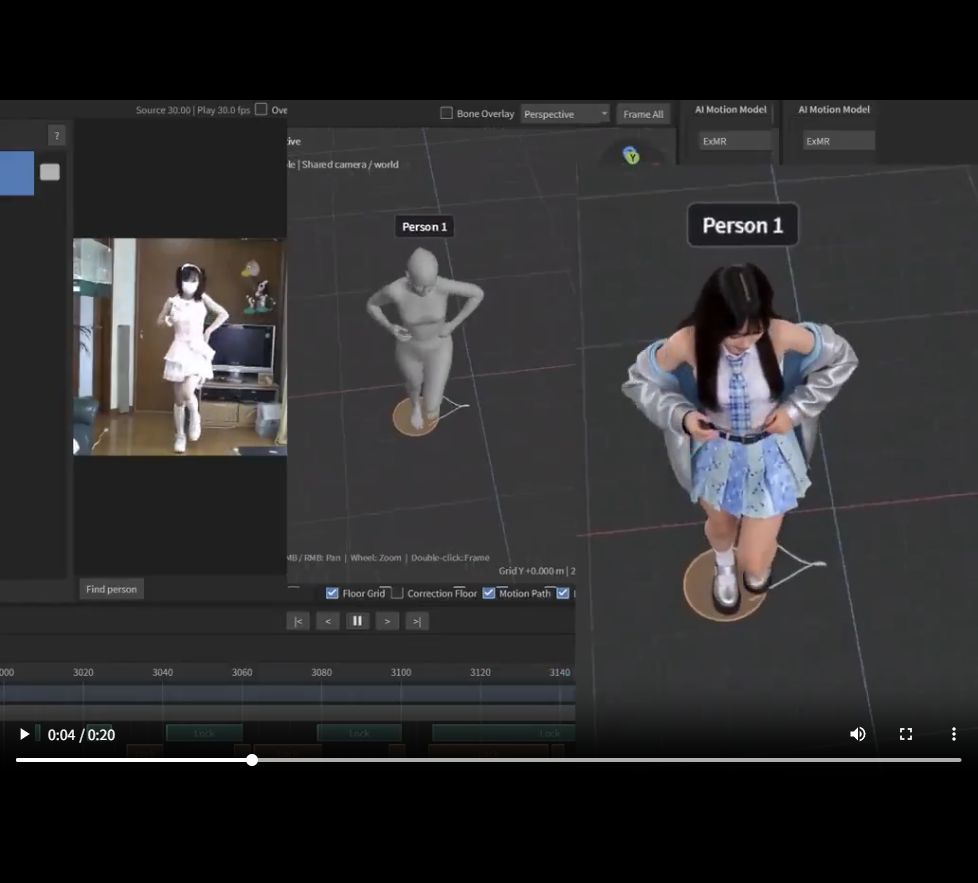 Source 30.00 | Play 30.0 fps
Ove
Bone Overlay
Perspective
Frame All
AI Motion Model
AI Motion Model
ExMR
ExMR
?
tive
Shared camera / world
Y
Person 1
Person 1
MB / RMB: Pan | Wheel: Zoom | Double-click:Frame
Grid Y +0.000 m | 2
Find person
Floor Grid
Correction Floor
Motion Path
|<
<
>
>|
000
3020
3040
3060
3080
3100
3120
3140
Lock
Lock
Lock
0:04 / 0:20